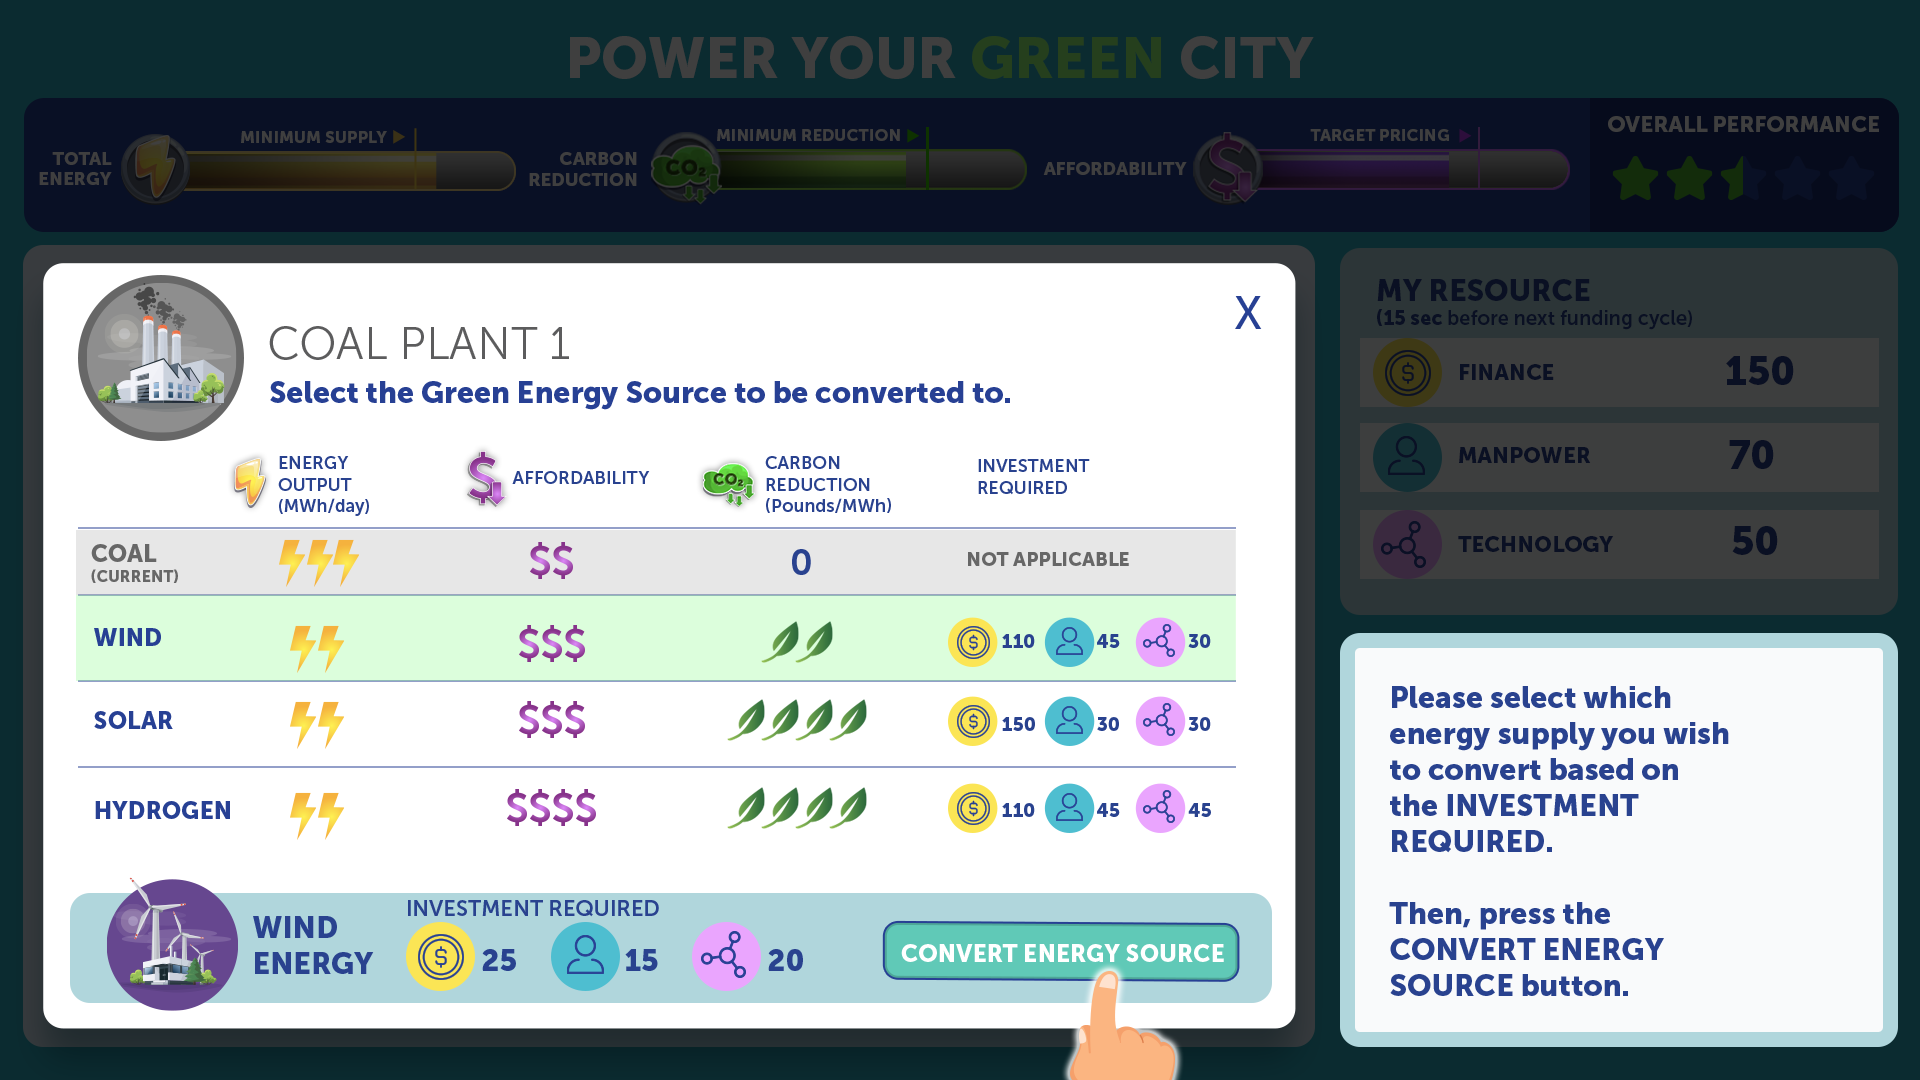 POWER YOUR GREEN CITY
TOTAL
ENERGY
MINIMUM SUPPLY
CARBON
REDUCTION
CO₂
MINIMUM REDUCTION
AFFORDABILITY
$
TARGET PRICING
OVERALL PERFORMANCE
COAL PLANT 1
X
Select the Green Energy Source to be converted to.
ENERGY
OUTPUT
(MWh/day)
$
AFFORDABILITY
CO₂
CARBON
REDUCTION
(Pounds/MWh)
INVESTMENT
REQUIRED
COAL
(CURRENT)
$$
0
NOT APPLICABLE
WIND
$$$
$ 110 45 30
SOLAR
$$$
$ 150 30 30
HYDROGEN
$$$$
$ 110 45 45
WIND
ENERGY
INVESTMENT REQUIRED
$ 25 15 20
CONVERT ENERGY SOURCE
MY RESOURCE
(15 sec before next funding cycle)
$ FINANCE 150
MANPOWER 70
TECHNOLOGY 50
Please select which
energy supply you wish
to convert based on
the INVESTMENT
REQUIRED.
Then, press the
CONVERT ENERGY
SOURCE button.